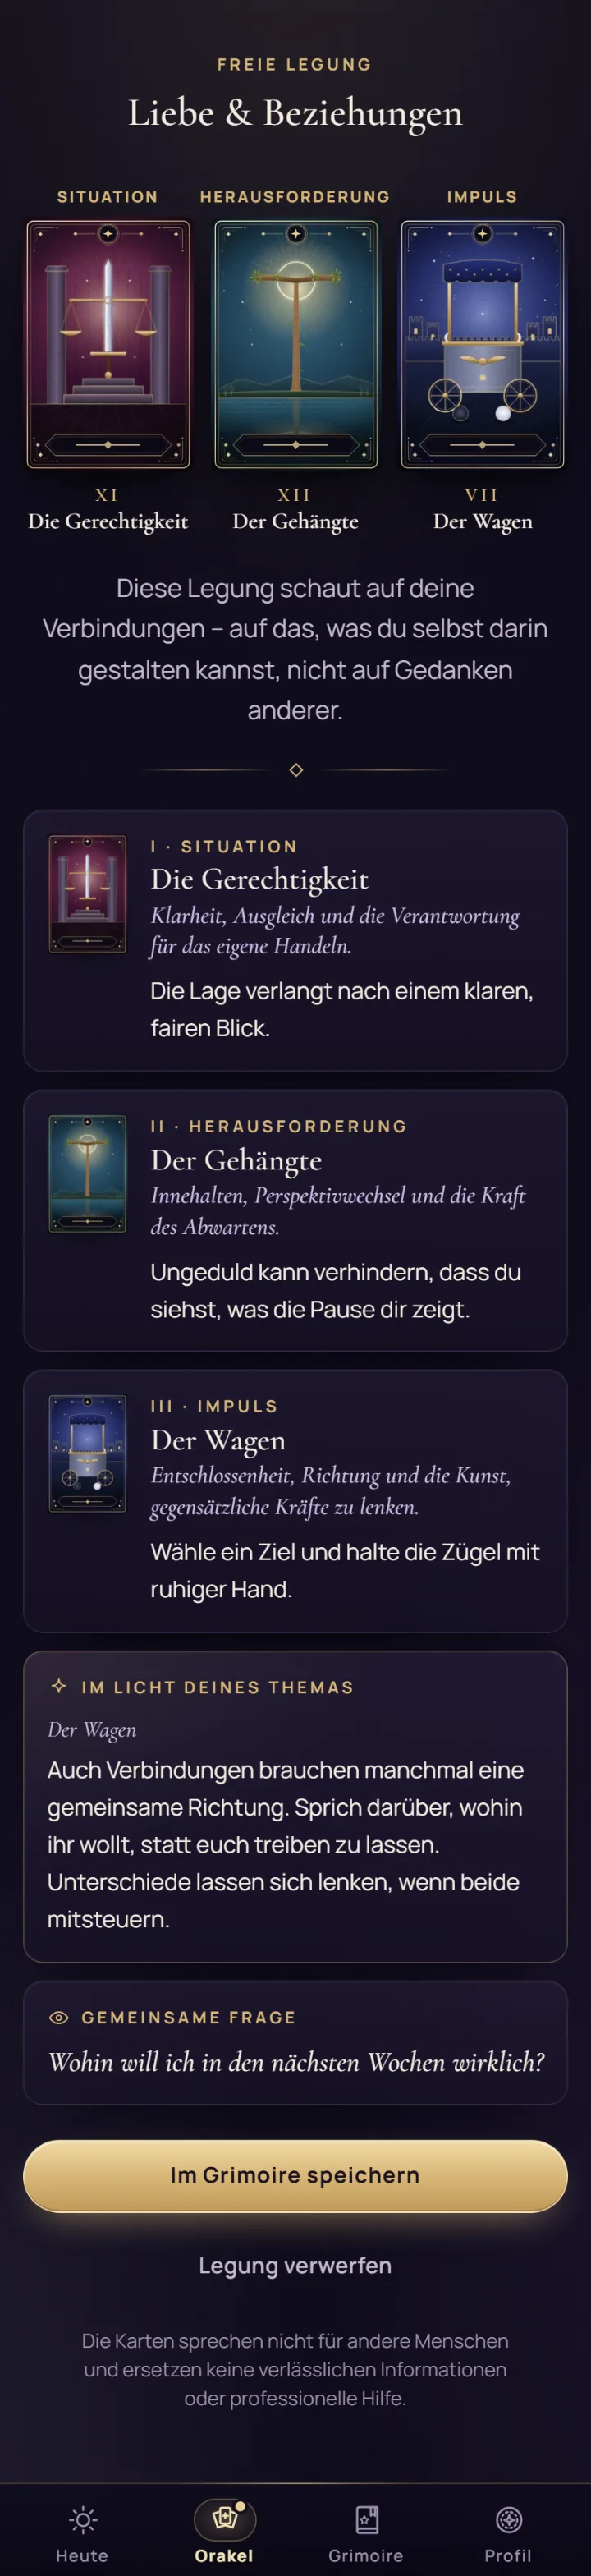 FREIE LEGUNG
Liebe & Beziehungen
SITUATION
HERAUSFORDERUNG
IMPULS
XI
Die Gerechtigkeit
XII
Der Gehängte
VII
Der Wagen
Diese Legung schaut auf deine
Verbindungen – auf das, was du selbst darin
gestalten kannst, nicht auf Gedanken
anderer.
I · SITUATION
Die Gerechtigkeit
Klarheit, Ausgleich und die Verantwortung
für das eigene Handeln.
Die Lage verlangt nach einem klaren,
fairen Blick.
II · HERAUSFORDERUNG
Der Gehängte
Innehalten, Perspektivwechsel und die Kraft
des Abwartens.
Ungeduld kann verhindern, dass du
siehst, was die Pause dir zeigt.
III · IMPULS
Der Wagen
Entschlossenheit, Richtung und die Kunst,
gegensätzliche Kräfte zu lenken.
Wähle ein Ziel und halte die Zügel mit
ruhiger Hand.
IM LICHT DEINES THEMAS
Der Wagen
Auch Verbindungen brauchen manchmal eine
gemeinsame Richtung. Sprich darüber, wohin
ihr wollt, statt euch treiben zu lassen.
Unterschiede lassen sich lenken, wenn beide
mitsteuern.
GEMEINSAME FRAGE
Wohin will ich in den nächsten Wochen wirklich?
Im Grimoire speichern
Legung verwerfen
Die Karten sprechen nicht für andere Menschen
und ersetzen keine verlässlichen Informationen
oder professionelle Hilfe.
Heute
Orakel
Grimoire
Profil